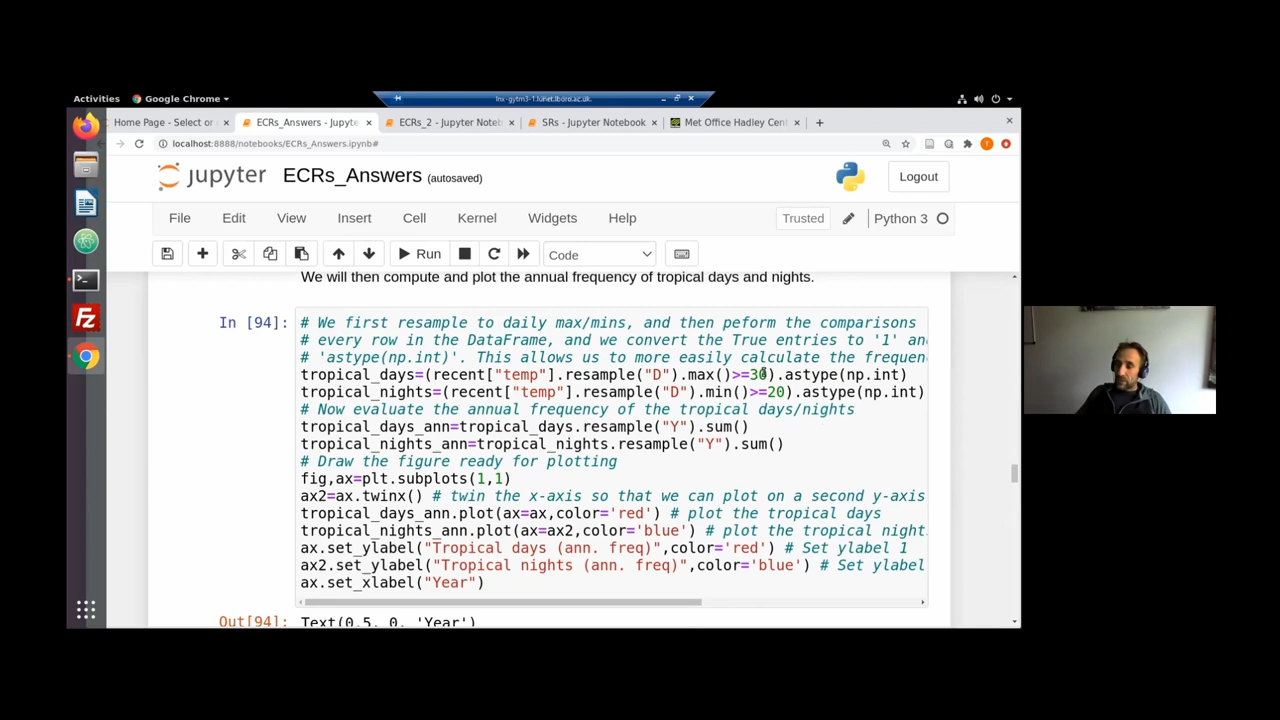 Activities
Google Chrome
lnx-gytm3-1.lunet.lboro.ac.uk
Home Page - Select or
ECRs_Answers - Jupyte
ECRs_2 - Jupyter Noteb
SRs - Jupyter Notebook
Met Office Hadley Cent
localhost:8888/notebooks/ECRs_Answers.ipynb#
T
jupyter
ECRs_Answers (autosaved)
Logout
File
Edit
View
Insert
Cell
Kernel
Widgets
Help
Trusted
Python 3
Run
Code
Fz
We will then compute and plot the annual frequency of tropical days and nights.
In [94]:
# We first resample to daily max/mins, and then peform the comparisons
# every row in the DataFrame, and we convert the True entries to '1' an
# 'astype(np.int)'. This allows us to more easily calculate the frequen
tropical_days=(recent["temp"].resample("D").max()>=30).astype(np.int)
tropical_nights=(recent["temp"].resample("D").min()>=20).astype(np.int)
# Now evaluate the annual frequency of the tropical days/nights
tropical_days_ann=tropical_days.resample("Y").sum()
tropical_nights_ann=tropical_nights.resample("Y").sum()
# Draw the figure ready for plotting
fig,ax=plt.subplots(1,1)
ax2=ax.twinx() # twin the x-axis so that we can plot on a second y-axis
tropical_days_ann.plot(ax=ax,color='red') # plot the tropical days
tropical_nights_ann.plot(ax=ax2,color='blue') # plot the tropical night
ax.set_ylabel("Tropical days (ann. freq)",color='red') # Set ylabel 1
ax2.set_ylabel("Tropical nights (ann. freq)",color='blue') # Set ylabel
ax.set_xlabel("Year")
Out[94]:
Text(0.5, 0, 'Year')